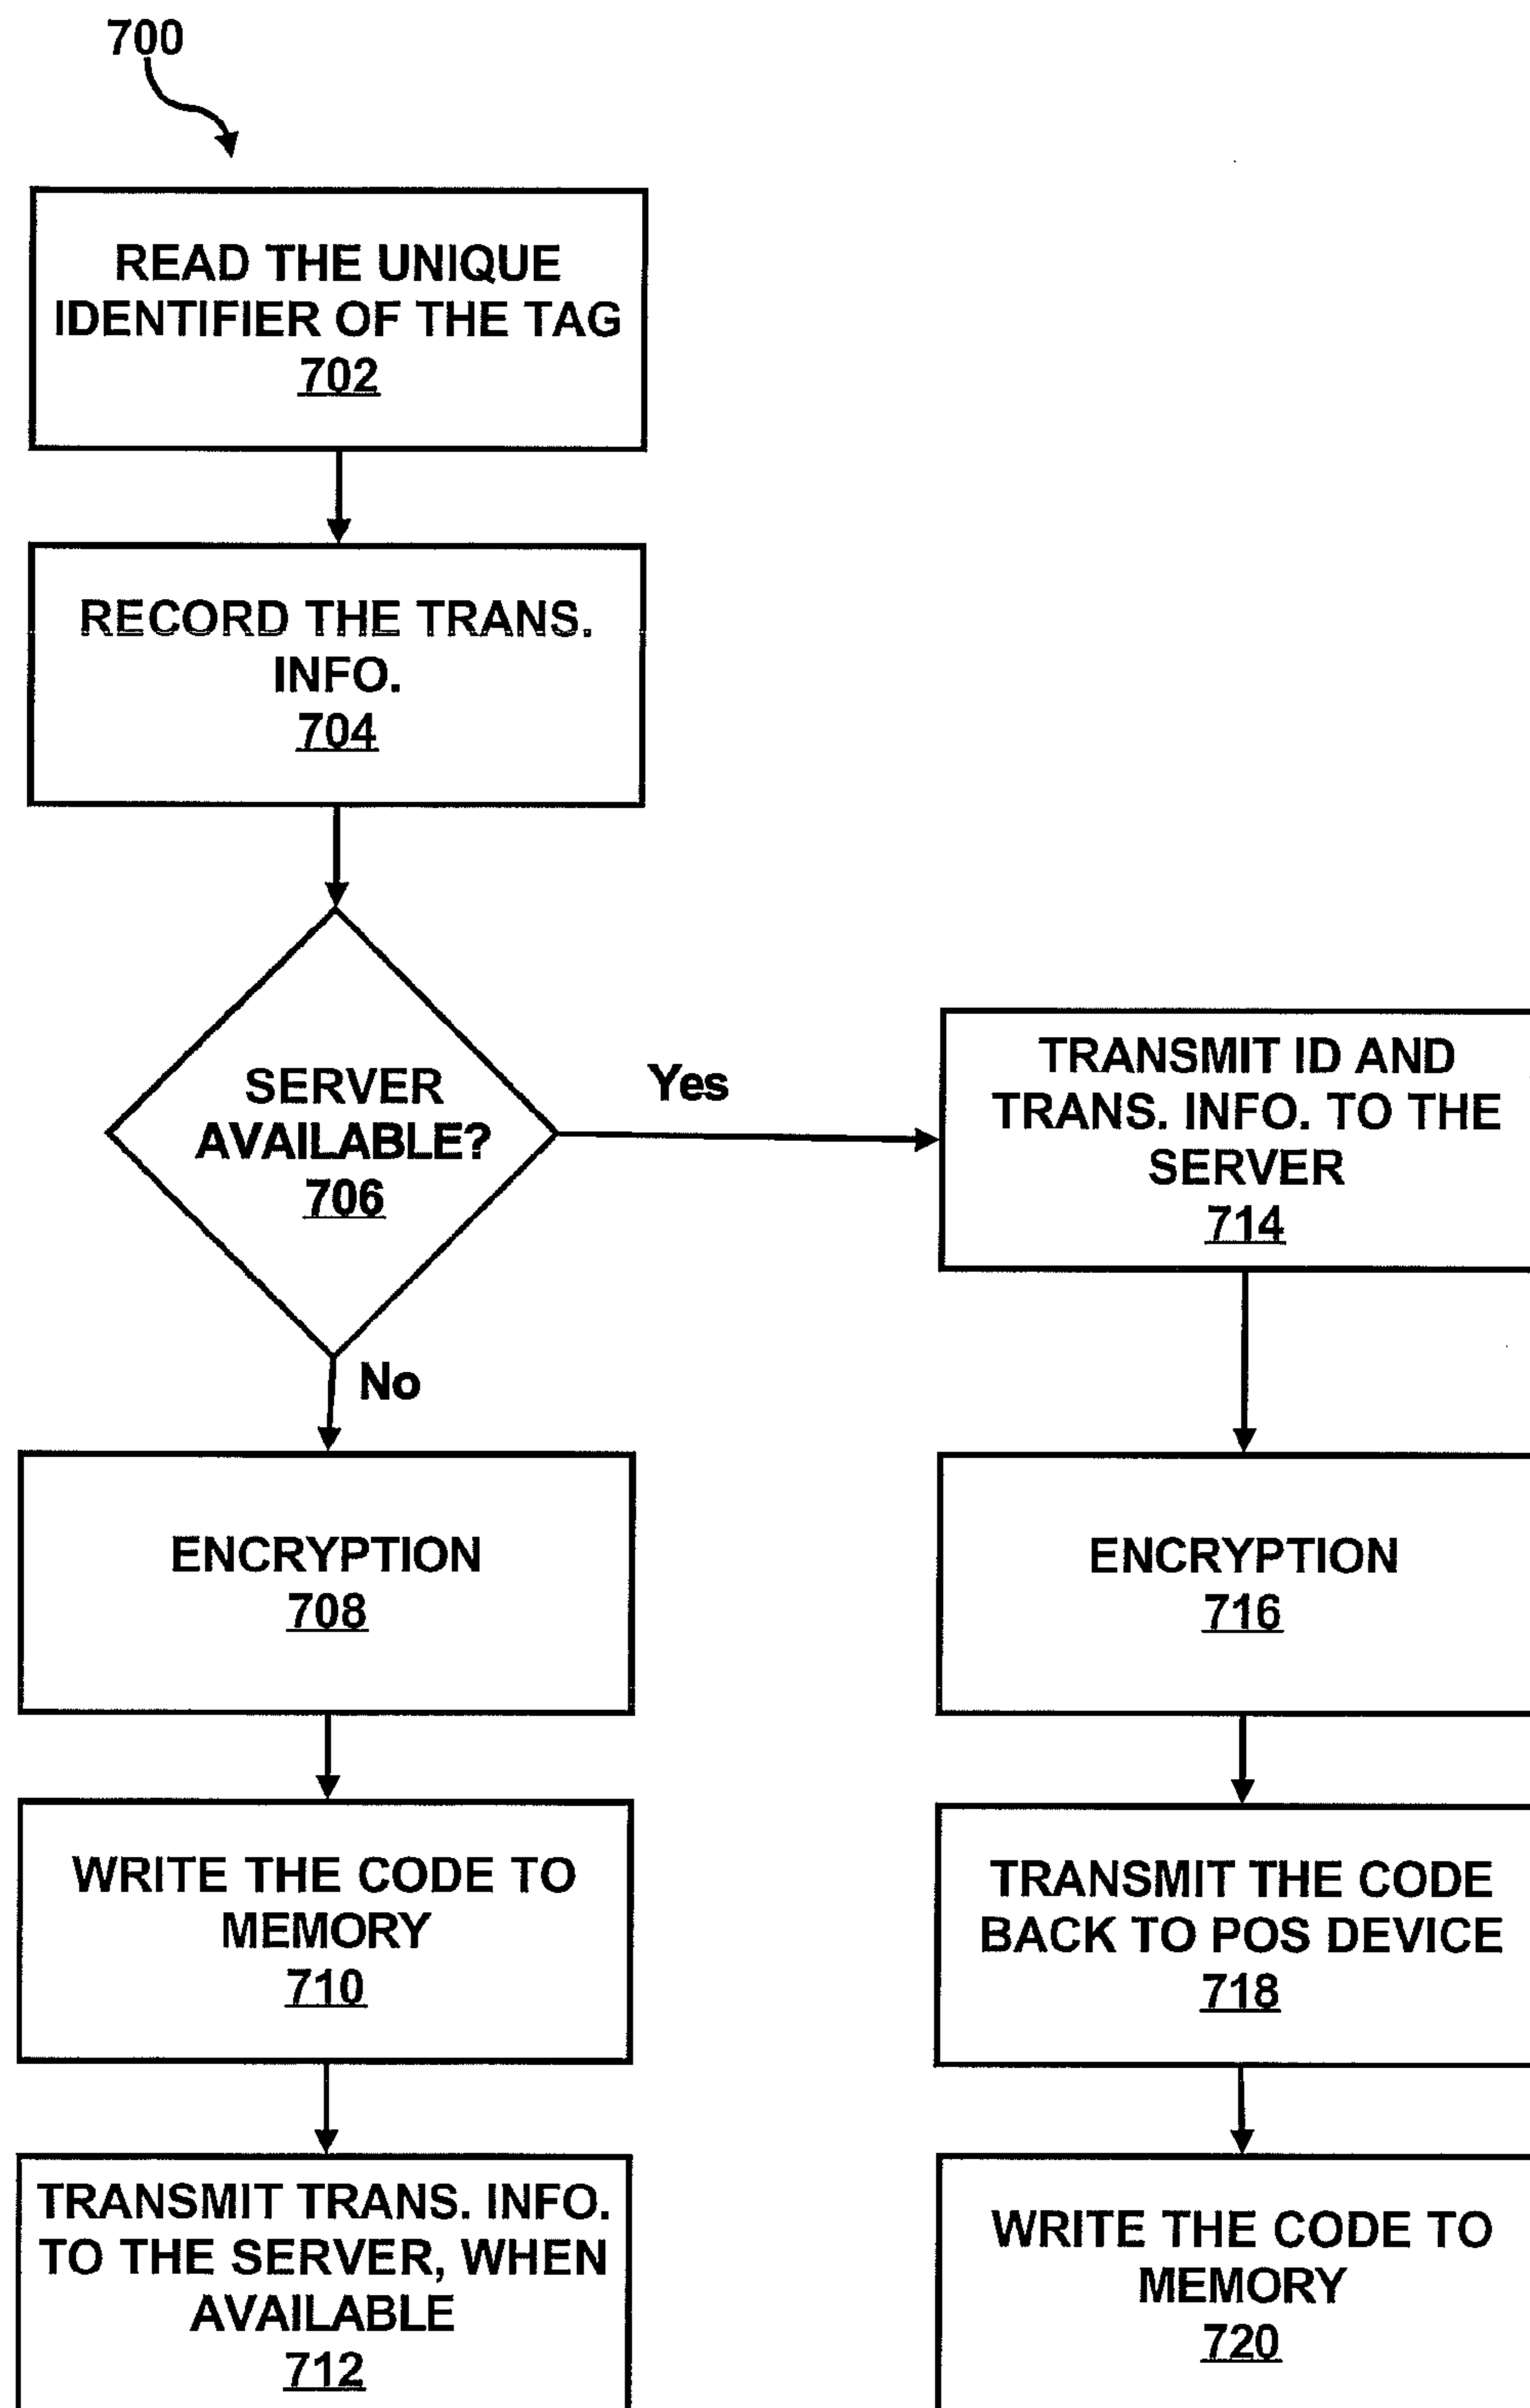 700
READ THE UNIQUE
IDENTIFIER OF THE TAG
702
RECORD THE TRANS.
INFO.
704
SERVER
AVAILABLE?
706
Yes
No
TRANSMIT ID AND
TRANS. INFO. TO THE
SERVER
714
ENCRYPTION
708
ENCRYPTION
716
WRITE THE CODE TO
MEMORY
710
TRANSMIT THE CODE
BACK TO POS DEVICE
718
TRANSMIT TRANS. INFO.
TO THE SERVER, WHEN
AVAILABLE
712
WRITE THE CODE TO
MEMORY
720